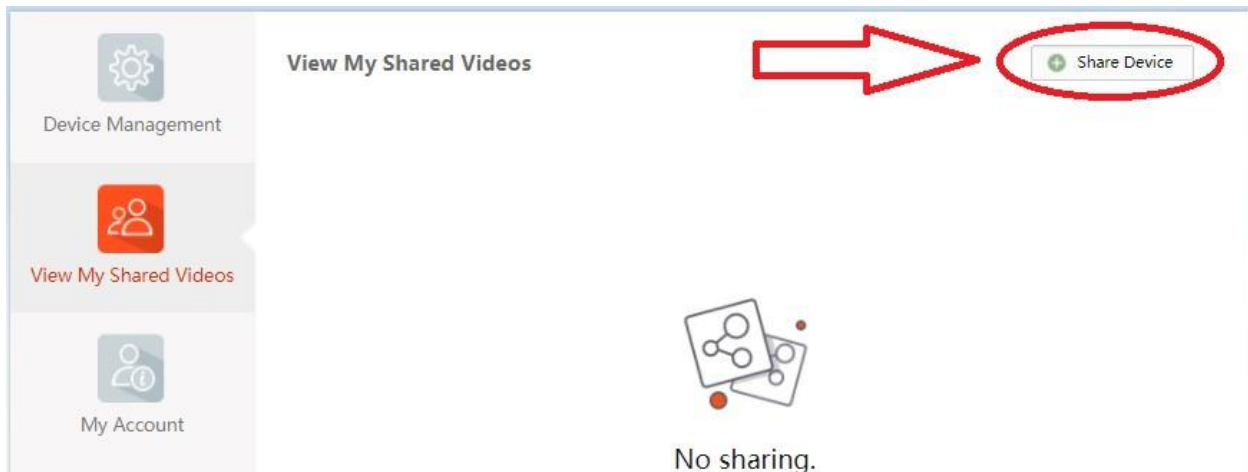 Device Management
View My Shared Videos
My Account
View My Shared Videos
Share Device
No sharing.